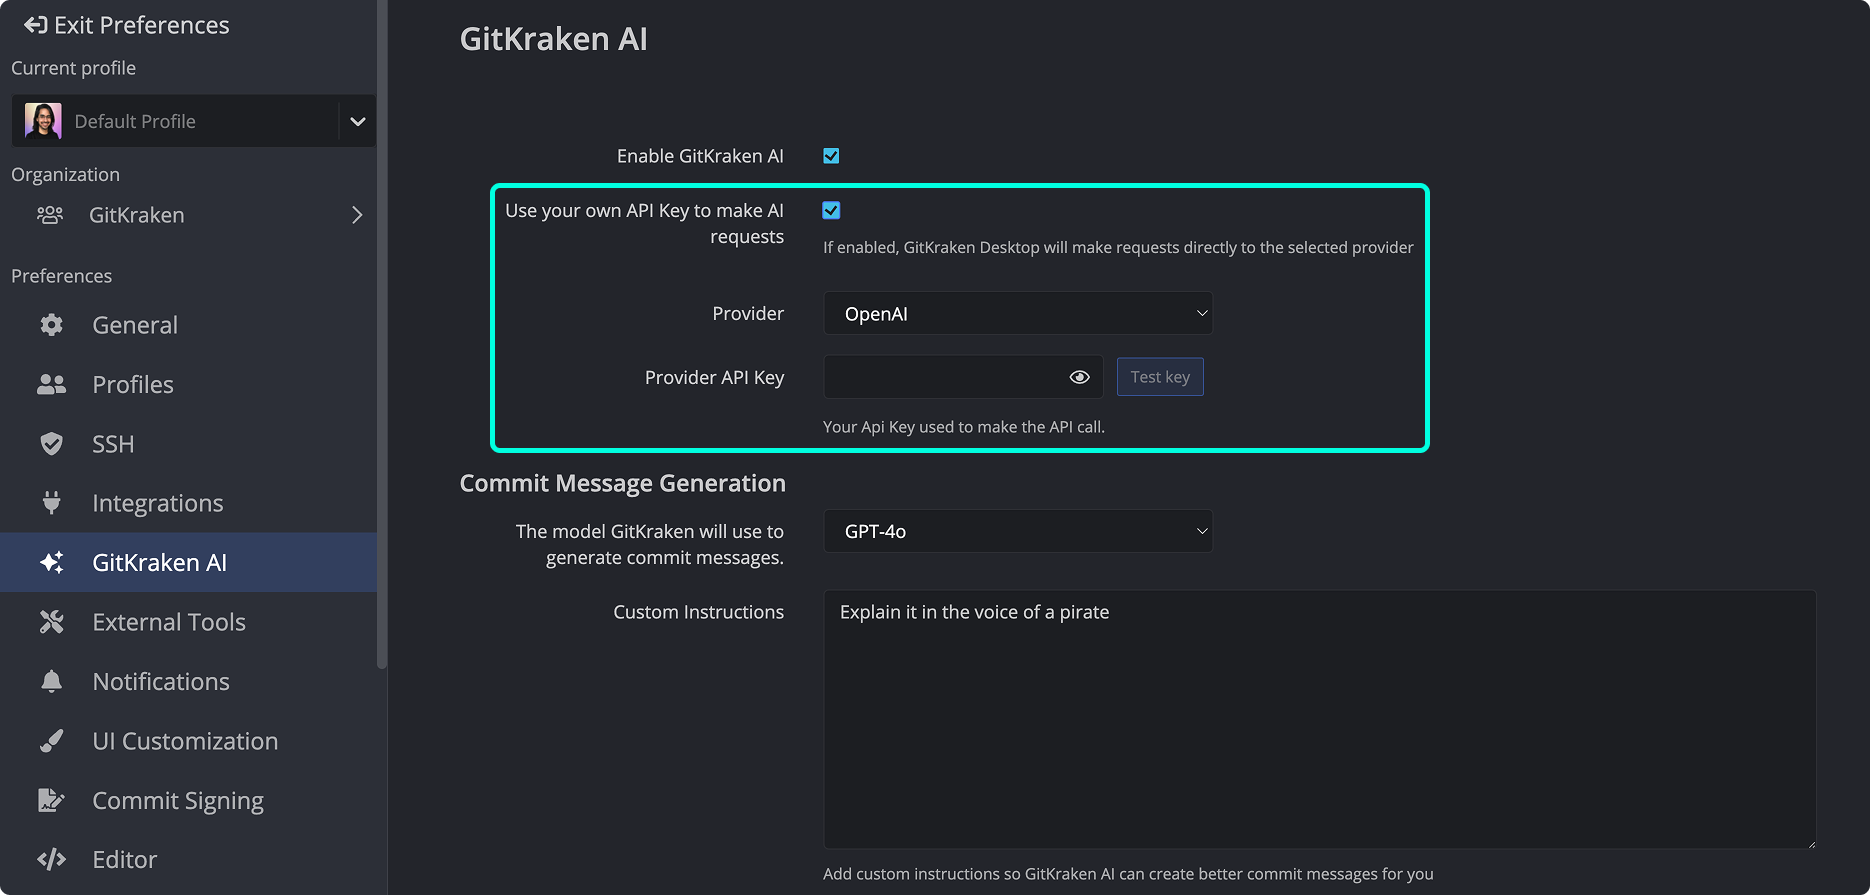 Exit Preferences
Current profile
Default Profile
Organization
GitKraken
Preferences
General
Profiles
SSH
Integrations
GitKraken AI
External Tools
Notifications
UI Customization
Commit Signing
Editor
GitKraken AI
Enable GitKraken AI
Use your own API Key to make AI
requests
If enabled, GitKraken Desktop will make requests directly to the selected provider
Provider
OpenAI
Provider API Key
Test key
Your Api Key used to make the API call.
Commit Message Generation
The model GitKraken will use to
generate commit messages.
GPT-4o
Custom Instructions
Explain it in the voice of a pirate
Add custom instructions so GitKraken AI can create better commit messages for you